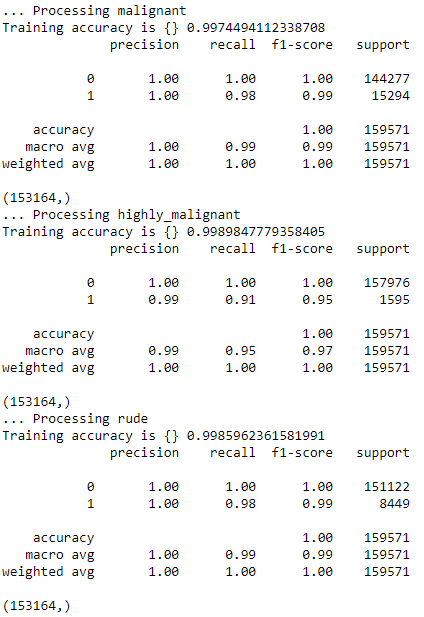 ... Processing malignant
Training accuracy is {} 0.9974494112338708
precision recall f1-score support
0 1.00 1.00 1.00 144277
1 1.00 0.98 0.99 15294
accuracy 1.00 159571
macro avg 1.00 0.99 0.99 159571
weighted avg 1.00 1.00 1.00 159571
(153164,)
... Processing highly_malignant
Training accuracy is {} 0.9989847779358405
precision recall f1-score support
0 1.00 1.00 1.00 157976
1 0.99 0.91 0.95 1595
accuracy 1.00 159571
macro avg 0.99 0.95 0.97 159571
weighted avg 1.00 1.00 1.00 159571
(153164,)
... Processing rude
Training accuracy is {} 0.9985962361581991
precision recall f1-score support
0 1.00 1.00 1.00 151122
1 1.00 0.98 0.99 8449
accuracy 1.00 159571
macro avg 1.00 0.99 0.99 159571
weighted avg 1.00 1.00 1.00 159571
(153164,)